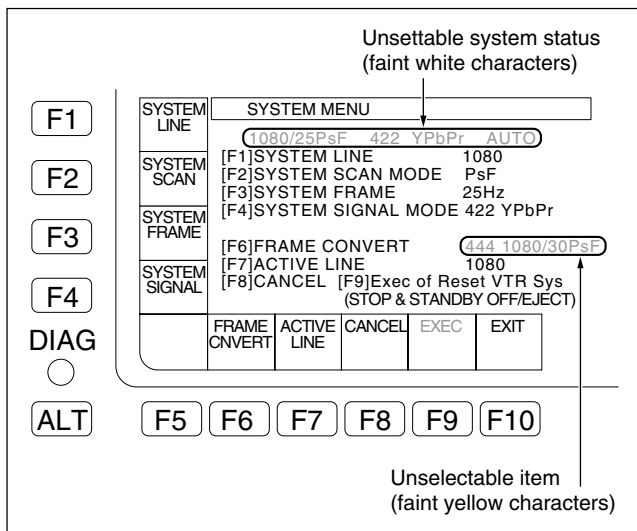 Unsettable system status
(faint white characters)
F1
F2
F3
F4
DIAG
ALT
SYSTEM
LINE
SYSTEM
SCAN
SYSTEM
FRAME
SYSTEM
SIGNAL
SYSTEM MENU
1080/25PsF 422 YPbPr AUTO
[F1]SYSTEM LINE 1080
[F2]SYSTEM SCAN MODE PsF
[F3]SYSTEM FRAME 25Hz
[F4]SYSTEM SIGNAL MODE 422 YPbPr
[F6]FRAME CONVERT 444 1080/30PsF
[F7]ACTIVE LINE 1080
[F8]CANCEL [F9]Exec of Reset VTR Sys
(STOP & STANDBY OFF/EJECT)
FRAME
CNVERT
ACTIVE
LINE
CANCEL
EXEC
EXIT
F5
F6
F7
F8
F9
F10
Unselectable item
(faint yellow characters)